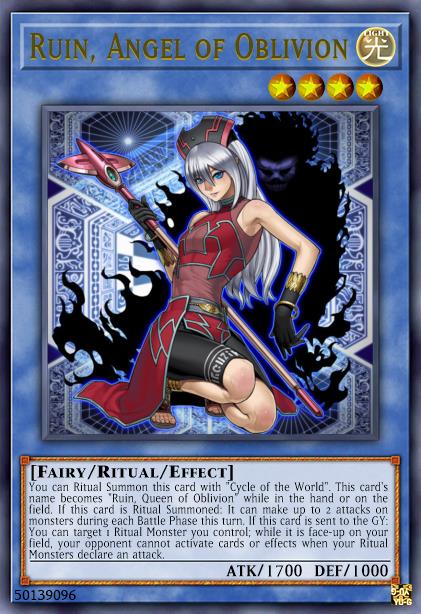 Ruin, Angel of Oblivion
LIGHT
光
[Fairy/Ritual/Effect]
You can Ritual Summon this card with "Cycle of the World". This card's
name becomes "Ruin, Queen of Oblivion" while in the hand or on the
field. If this card is Ritual Summoned: It can make up to 2 attacks on
monsters during each Battle Phase this turn. If this card is sent to the GY:
You can target 1 Ritual Monster you control; while it is face-up on your
field, your opponent cannot activate cards or effects when your Ritual
Monsters declare an attack.
ATK/1700 DEF/1000
50139096